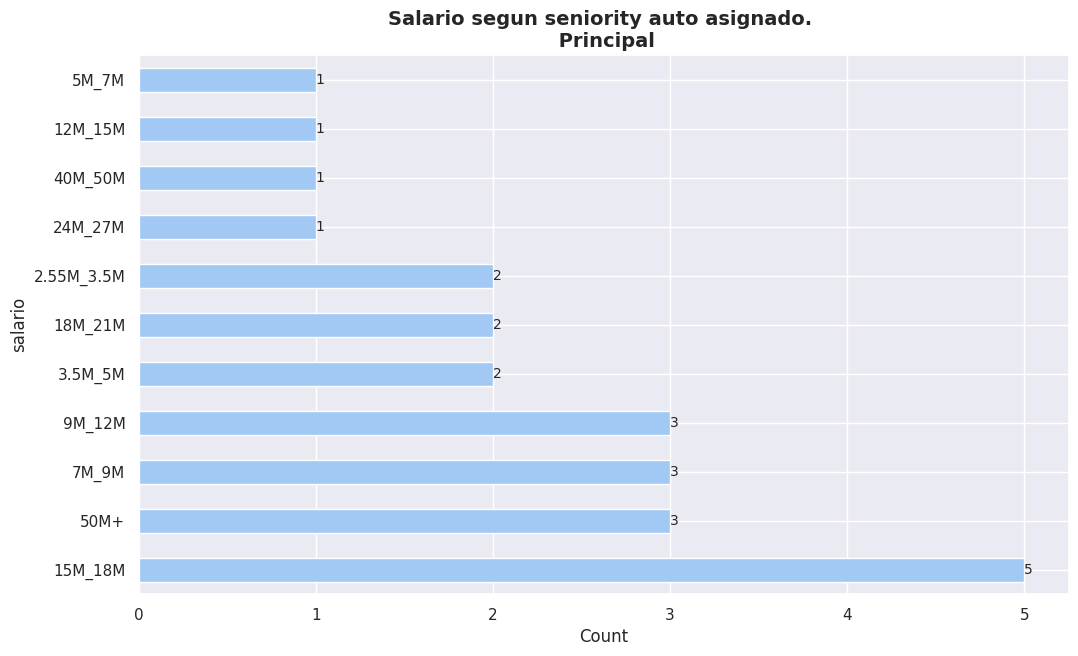 Salario segun seniority auto asignado.
Principal
5M_7M
1
12M_15M
1
40M_50M
1
24M_27M
1
2.55M_3.5M
2
18M_21M
2
3.5M_5M
2
9M_12M
3
7M_9M
3
50M+
3
15M_18M
5
salario
0 1 2 3 4 5
Count